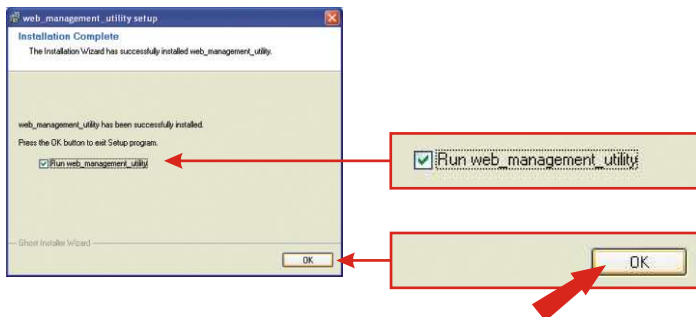 web_management_utility setup
Installation Complete
The Installation Wizard has successfully installed web_management_utility.
web_management_utility has been successfully installed.
Press the OK button to exit Setup program.
Run web_management_utility
Run web_management_utility
Ghost Installer Wizard
OK
OK